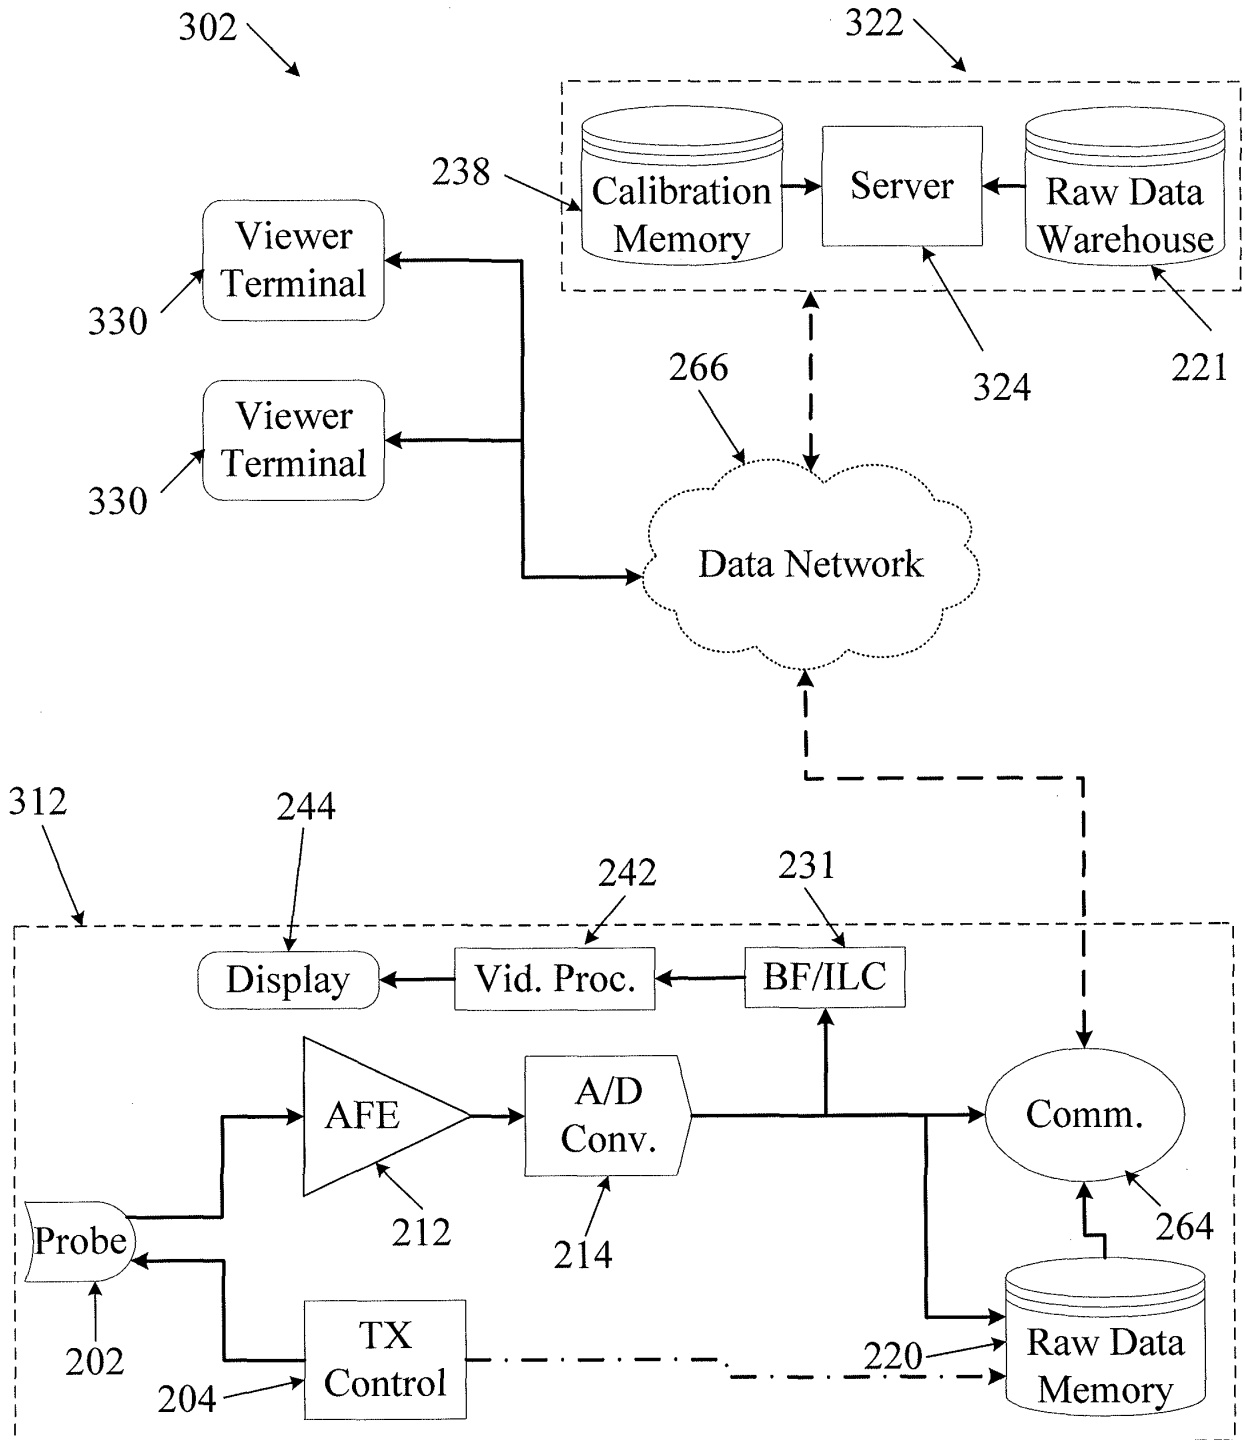 302
322
238
Calibration
Memory
Server
Raw Data
Warehouse
Viewer
Terminal
330
266
324
221
Viewer
Terminal
330
Data Network
312
244
242
231
Display
Vid. Proc.
BF/ILC
AFE
A/D
Conv.
Comm.
Probe
212
214
264
202
TX
Control
204
220
Raw Data
Memory